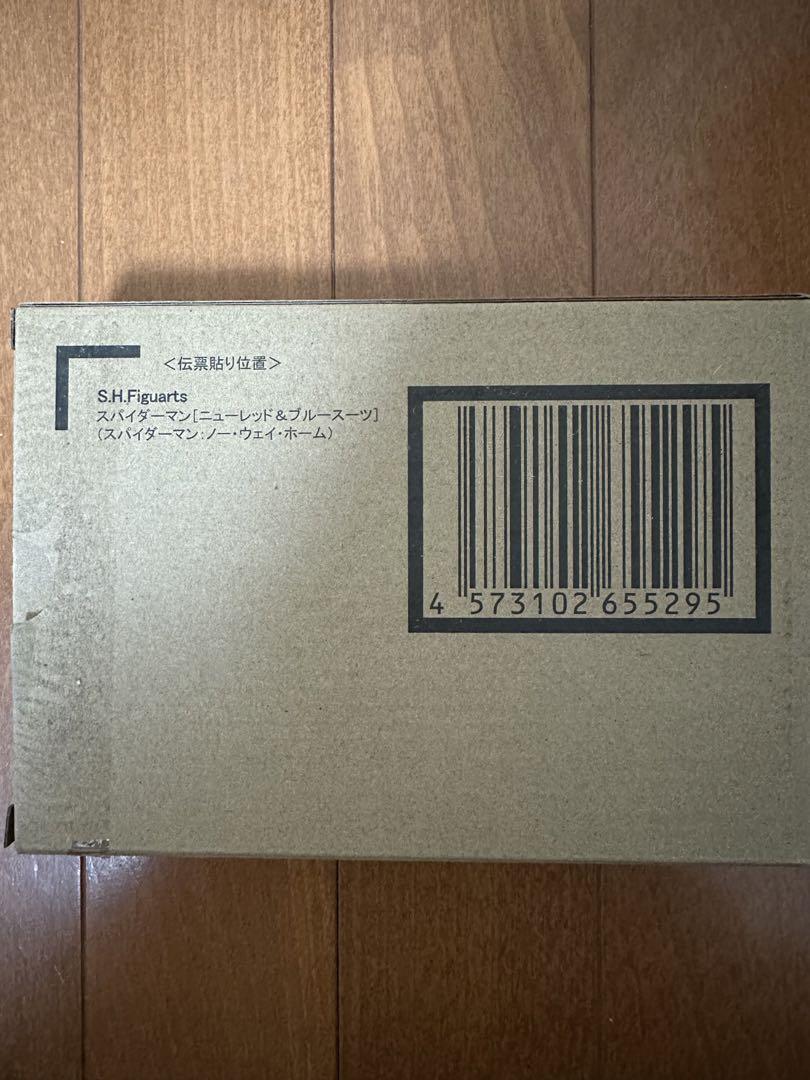 ＜伝票貼り位置＞
S.H.Figuarts
スパイダーマン［ニューレッド＆ブルースーツ］
（スパイダーマン：ノー・ウェイ・ホーム）
4 573102 655295